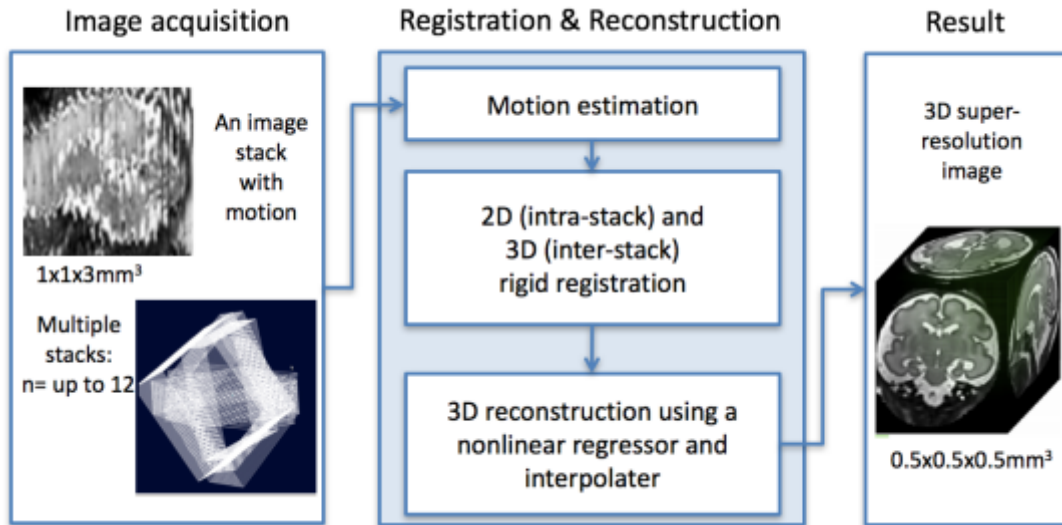 Image acquisition
An image
stack
with
motion
1x1x3mm³
Multiple
stacks:
n= up to 12
Registration & Reconstruction
Motion estimation
2D (intra-stack) and
3D (inter-stack)
rigid registration
3D reconstruction using a
nonlinear regressor and
interpolater
Result
3D super-
resolution
image
0.5x0.5x0.5mm³